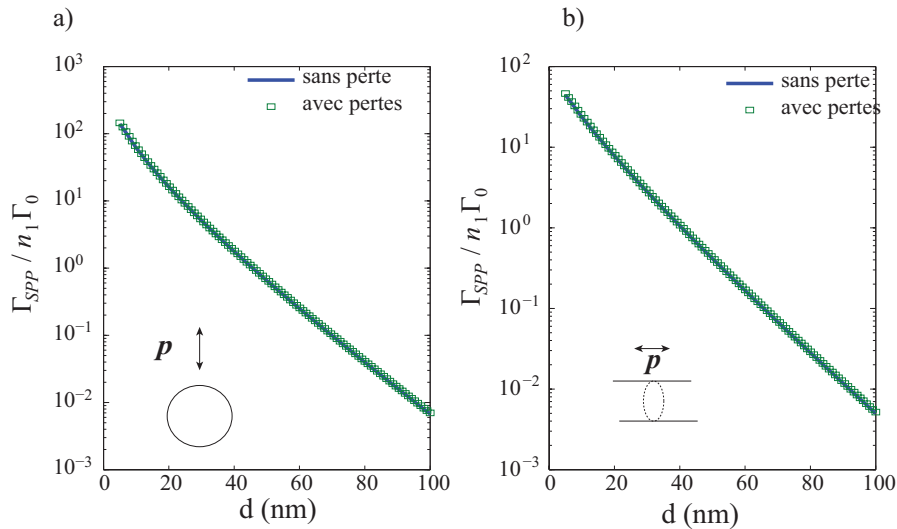 a)
Γ_SPP / n_1 Γ_0
10^3
10^2
10^1
10^0
10^−1
10^−2
10^−3
sans perte
avec pertes
p
0 20 40 60 80 100
d (nm)
b)
Γ_SPP / n_1 Γ_0
10^2
10^1
10^0
10^−1
10^−2
10^−3
sans perte
avec pertes
p
0 20 40 60 80 100
d (nm)